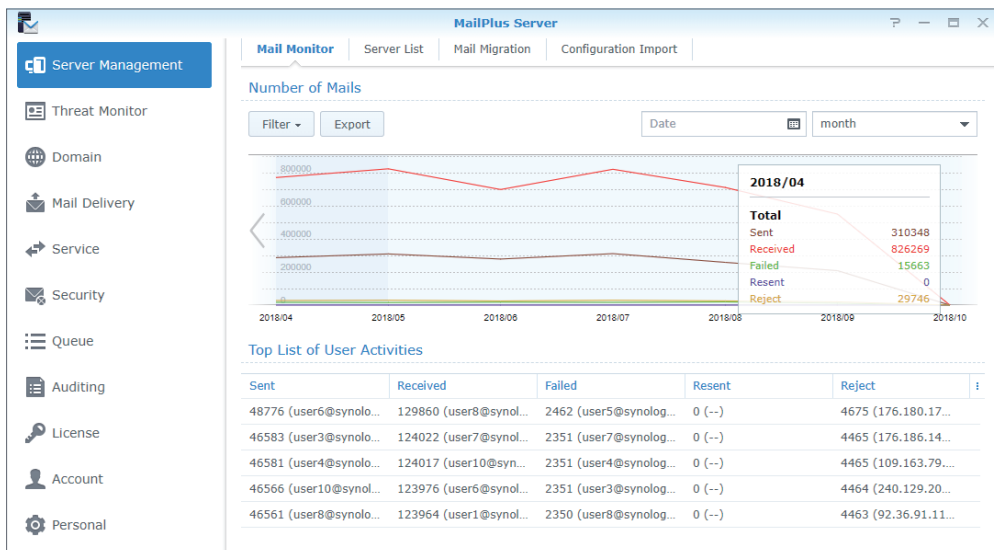 MailPlus Server
Server Management
Threat Monitor
Domain
Mail Delivery
Service
Security
Queue
Auditing
License
Account
Personal
Mail Monitor Server List Mail Migration Configuration Import
Number of Mails
Filter Export Date month
800000
600000
400000
200000
0
2018/04
Total
Sent 310348
Received 826269
Failed 15663
Resent 0
Reject 29746
2018/04 2018/05 2018/06 2018/07 2018/08 2018/09 2018/10
Top List of User Activities
Sent Received Failed Resent Reject
48776 (user6@synolo... 129860 (user8@synol... 2462 (user5@synolog... 0 (--) 4675 (176.180.17...
46583 (user3@synolo... 124022 (user7@synol... 2351 (user7@synolog... 0 (--) 4465 (176.186.14...
46581 (user4@synolo... 124017 (user10@syn... 2351 (user4@synolog... 0 (--) 4465 (109.163.79....
46566 (user10@synol... 123976 (user6@synol... 2351 (user3@synolog... 0 (--) 4464 (240.129.20...
46561 (user8@synolo... 123964 (user1@synol... 2350 (user8@synolog... 0 (--) 4463 (92.36.91.11...